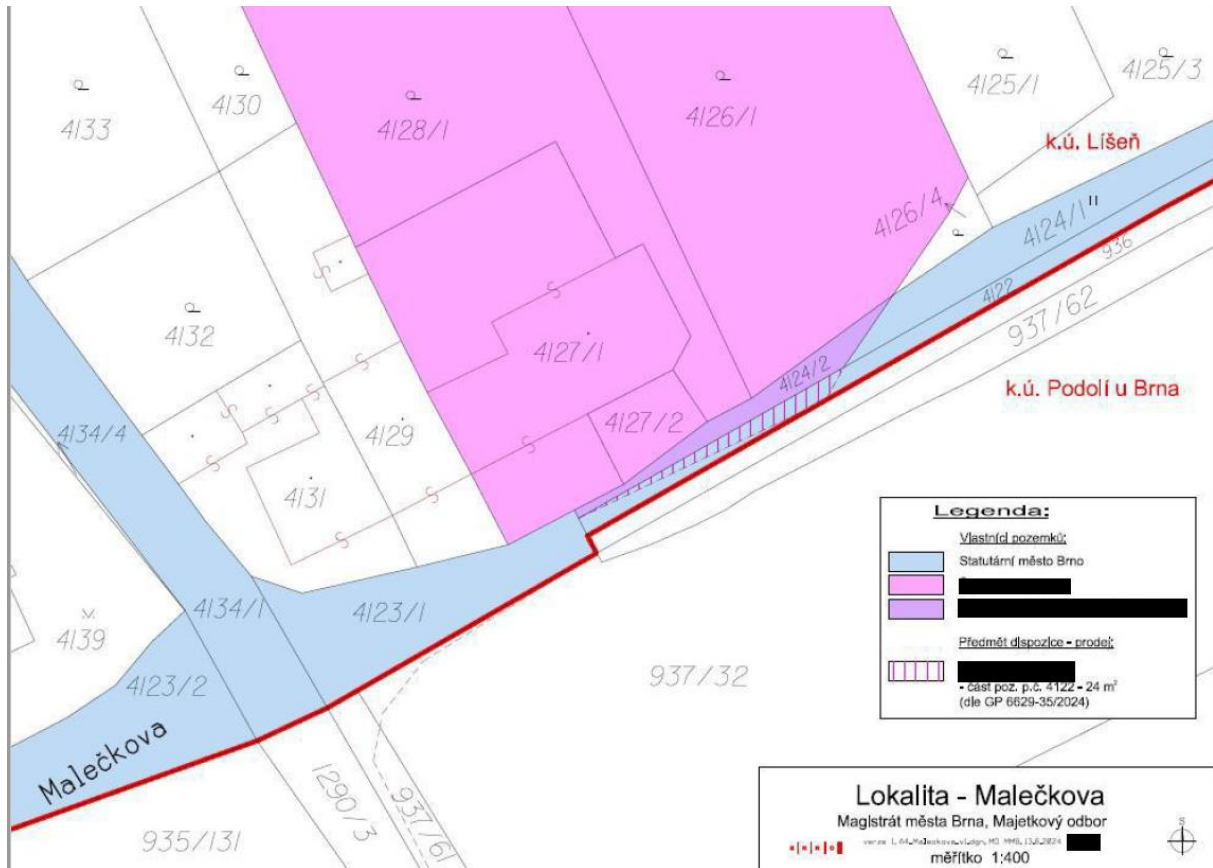 4133
4130
4128/1
4126/1
4125/1
4125/3
k.ú. Líšeň
4126/4
4124/1
4132
4122
936
937/62
4127/1
4124/2
k.ú. Podolí u Brna
4134/4
4129
4127/2
4131
Legenda:
Vlastníci pozemků:
Statutární město Brno
Předmět dispozice - prodej:
- část poz. p.č. 4122 - 24 m²
(dle GP 6629-35/2024)
4134/1
4123/1
4139
4123/2
937/32
Malečkova
1290/3
937/61
935/131
Lokalita - Malečkova
Magistrát města Brna, Majetkový odbor
měřítko 1:400
S